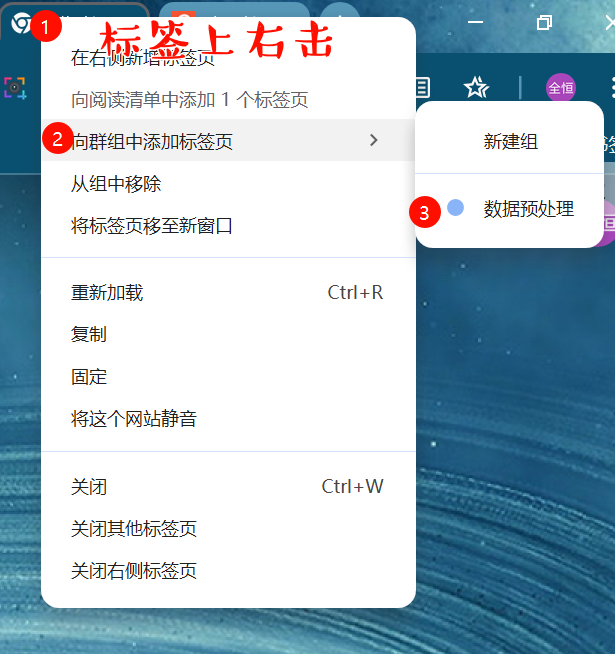 1
标签上右击
在右侧新增标签页
向阅读清单中添加 1 个标签页
全恒
2
向群组中添加标签页
从组中移除
将标签页移至新窗口
新建组
3
数据预处理
重新加载 Ctrl+R
复制
固定
将这个网站静音
关闭 Ctrl+W
关闭其他标签页
关闭右侧标签页